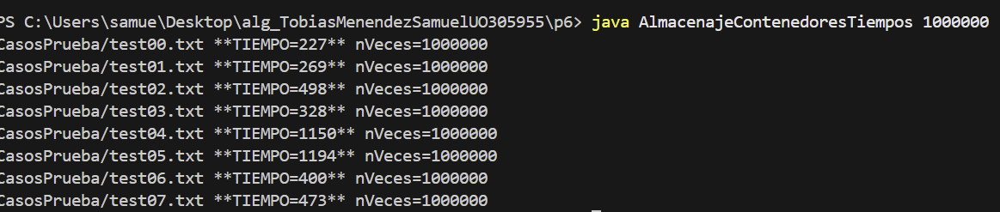 PS C:\Users\samue\Desktop\alg_TobiasMenendezSamuelUO305955\p6> java AlmacenajeContenedoresTiempos 1000000
CasosPrueba/test00.txt **TIEMPO=227** nVeces=1000000
CasosPrueba/test01.txt **TIEMPO=269** nVeces=1000000
CasosPrueba/test02.txt **TIEMPO=498** nVeces=1000000
CasosPrueba/test03.txt **TIEMPO=328** nVeces=1000000
CasosPrueba/test04.txt **TIEMPO=1150** nVeces=1000000
CasosPrueba/test05.txt **TIEMPO=1194** nVeces=1000000
CasosPrueba/test06.txt **TIEMPO=400** nVeces=1000000
CasosPrueba/test07.txt **TIEMPO=473** nVeces=1000000